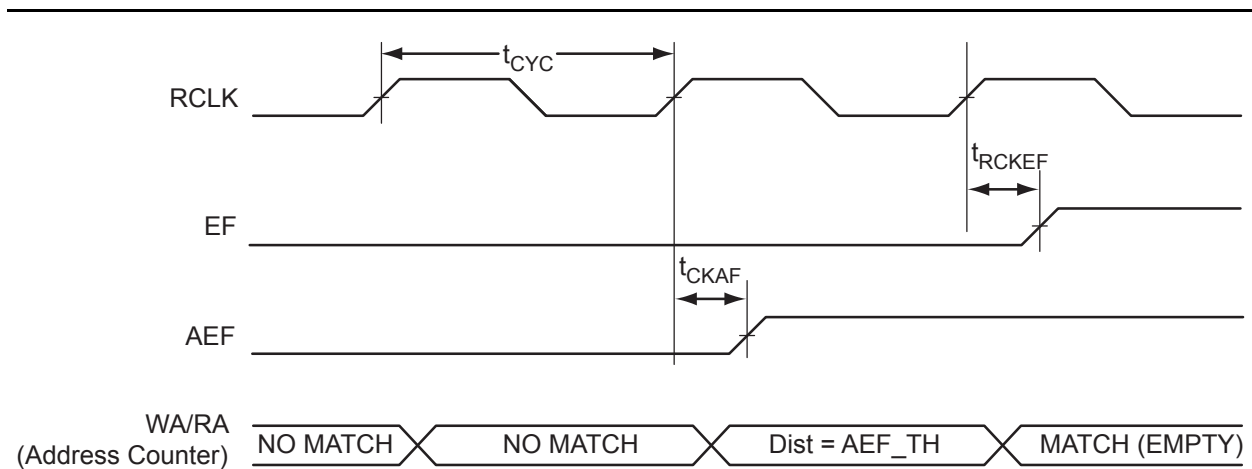 tCYC
RCLK
tRCKEF
EF
tCKAF
AEF
WA/RA
(Address Counter)
NO MATCH
NO MATCH
Dist = AEF_TH
MATCH (EMPTY)